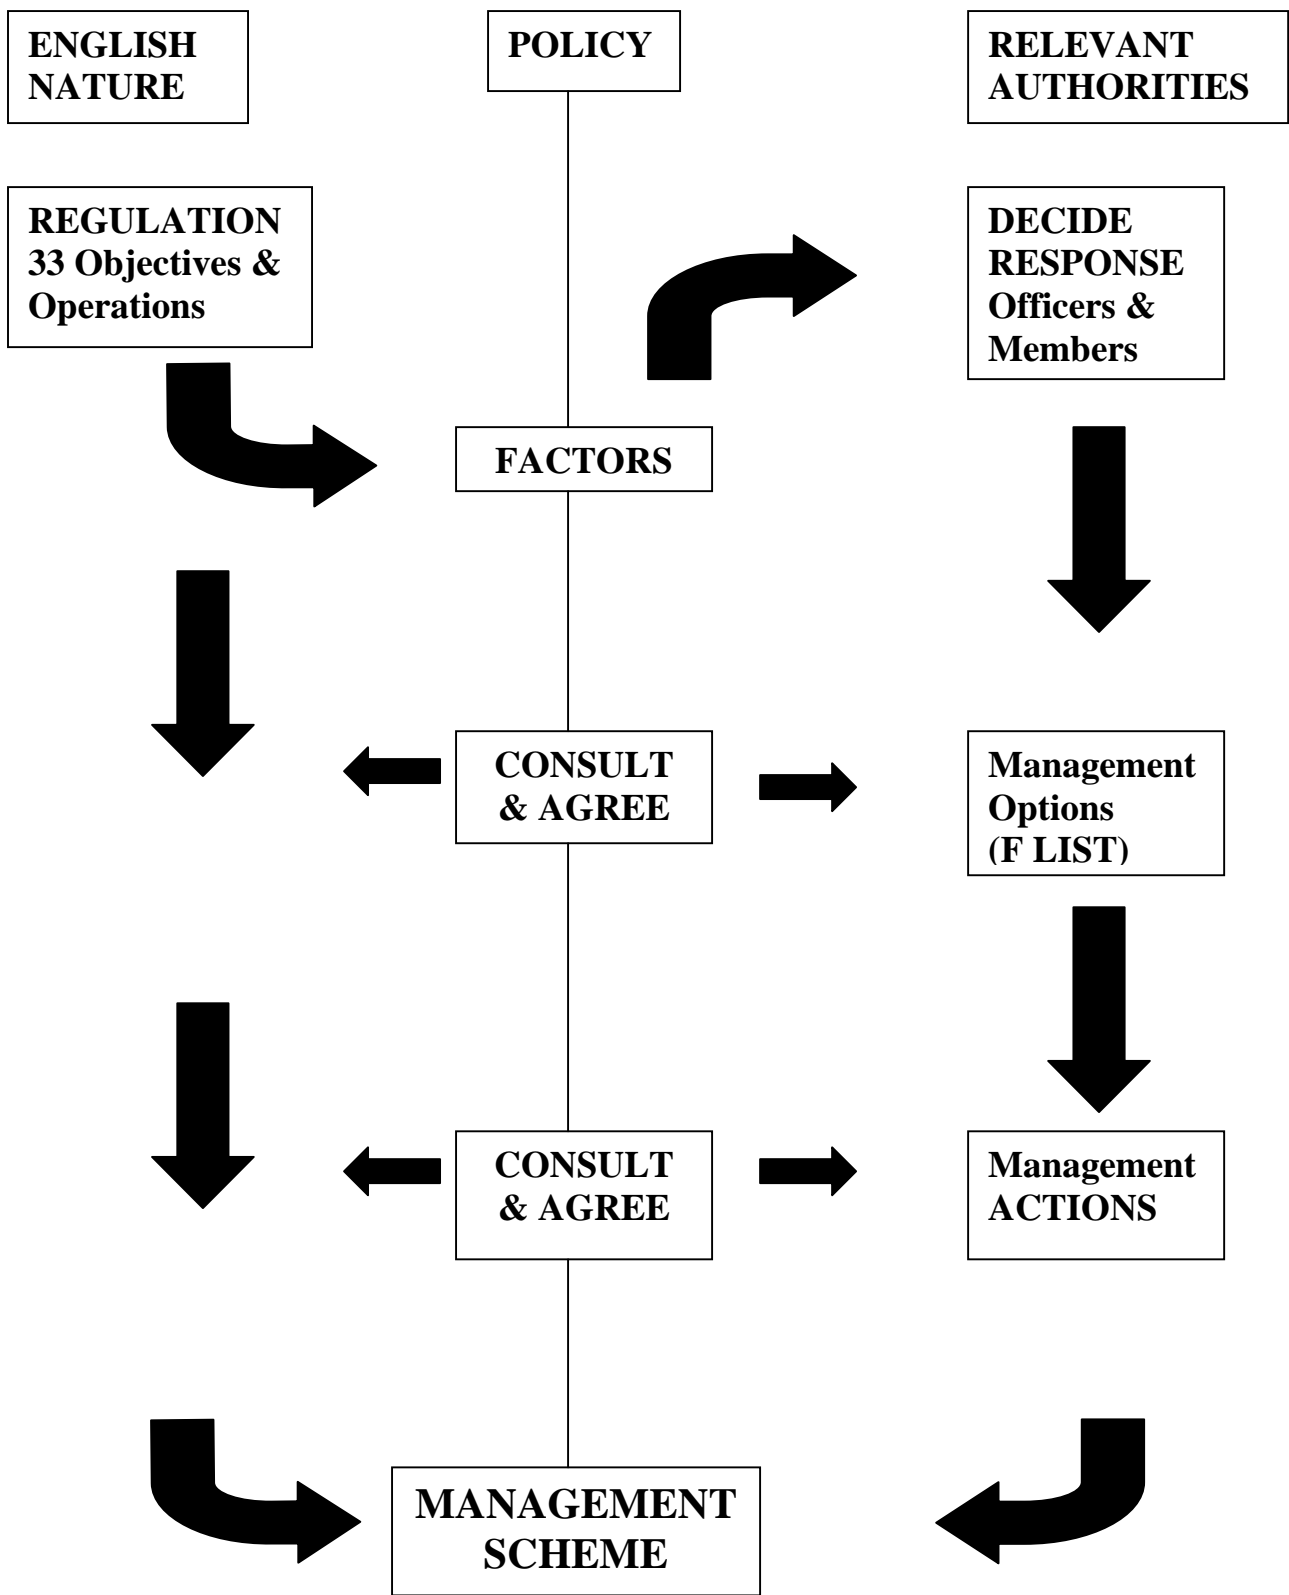 ENGLISH
NATURE
POLICY
RELEVANT
AUTHORITIES
REGULATION
33 Objectives &
Operations
DECIDE
RESPONSE
Officers &
Members
FACTORS
CONSULT
& AGREE
Management
Options
(F LIST)
CONSULT
& AGREE
Management
ACTIONS
MANAGEMENT
SCHEME